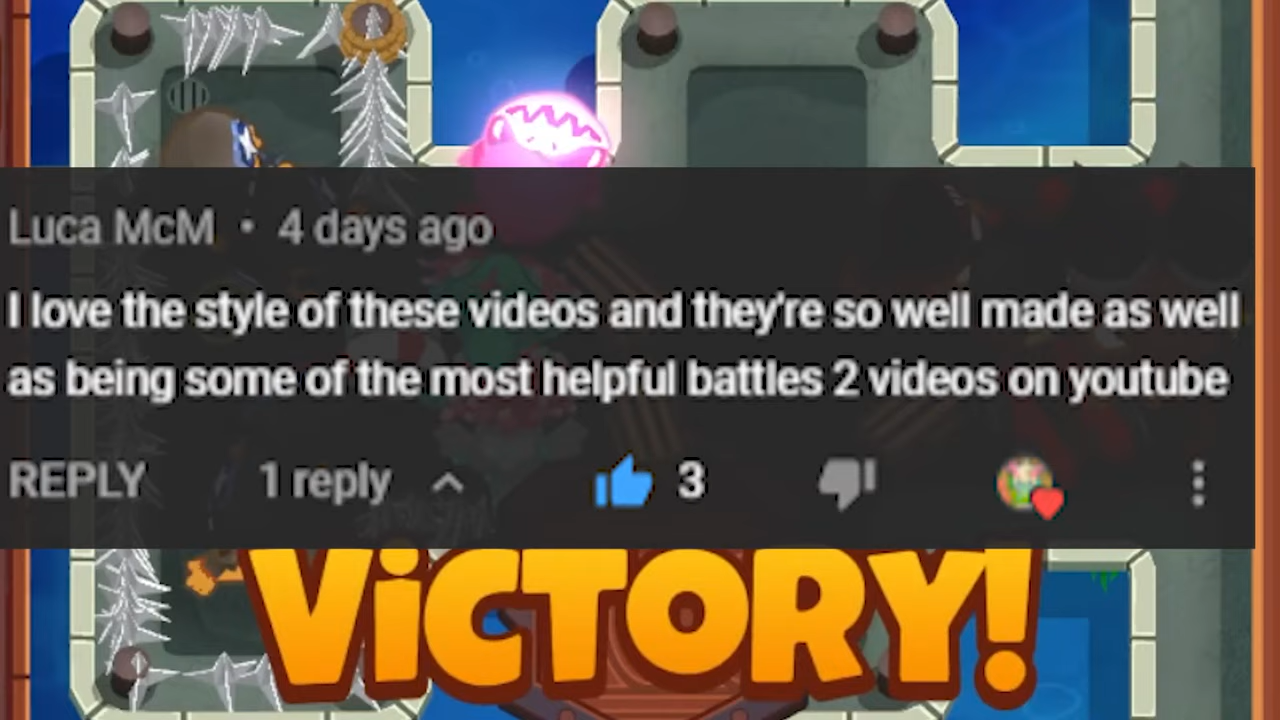 Luca McM • 4 days ago
I love the style of these videos and they're so well made as well
as being some of the most helpful battles 2 videos on youtube
REPLY 1 reply 3
ViCTORY!